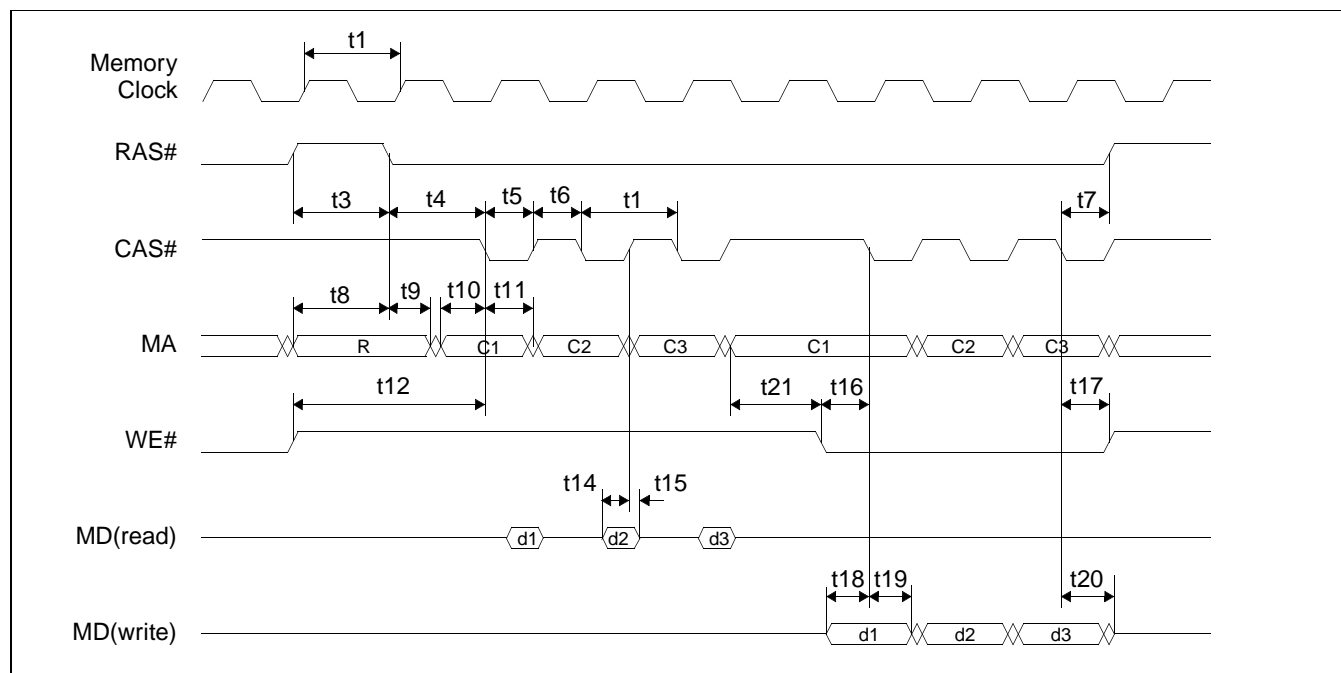 t1
Memory
Clock
RAS#
t3 t4 t5 t6 t1 t7
CAS#
t8 t9 t10 t11
MA R C1 C2 C3 C1 C2 C3
t12 t21 t16 t17
WE#
t14 t15
MD(read) d1 d2 d3
t18 t19 t20
MD(write) d1 d2 d3